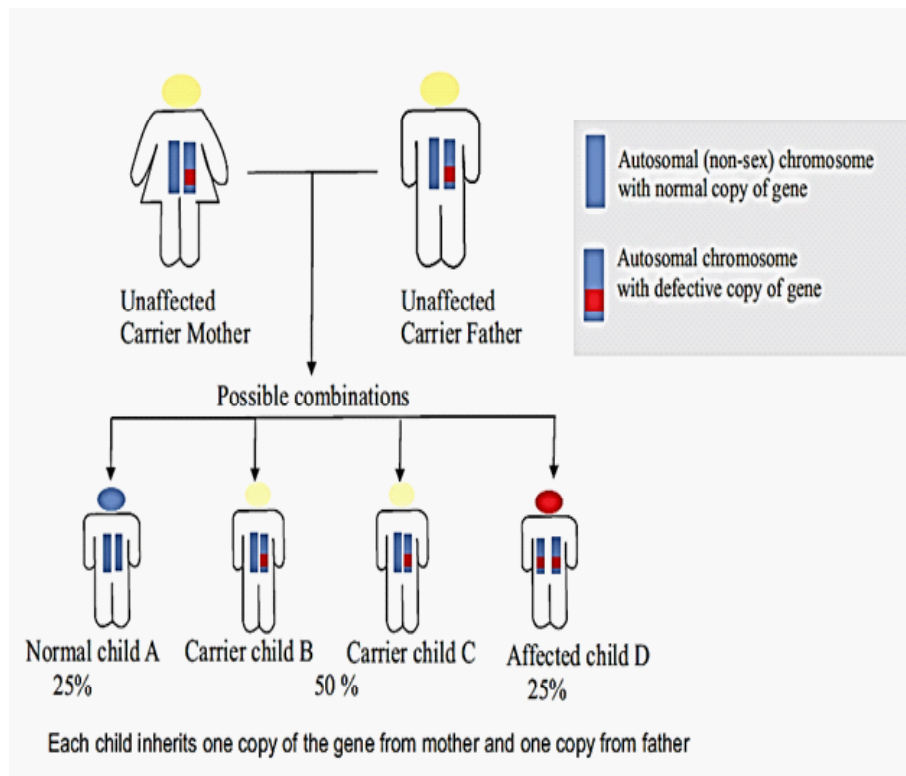 Autosomal (non-sex) chromosome
with normal copy of gene
Autosomal chromosome
with defective copy of gene
Unaffected
Carrier Mother
Unaffected
Carrier Father
Possible combinations
Normal child A
25%
Carrier child B
Carrier child C
50 %
Affected child D
25%
Each child inherits one copy of the gene from mother and one copy from father